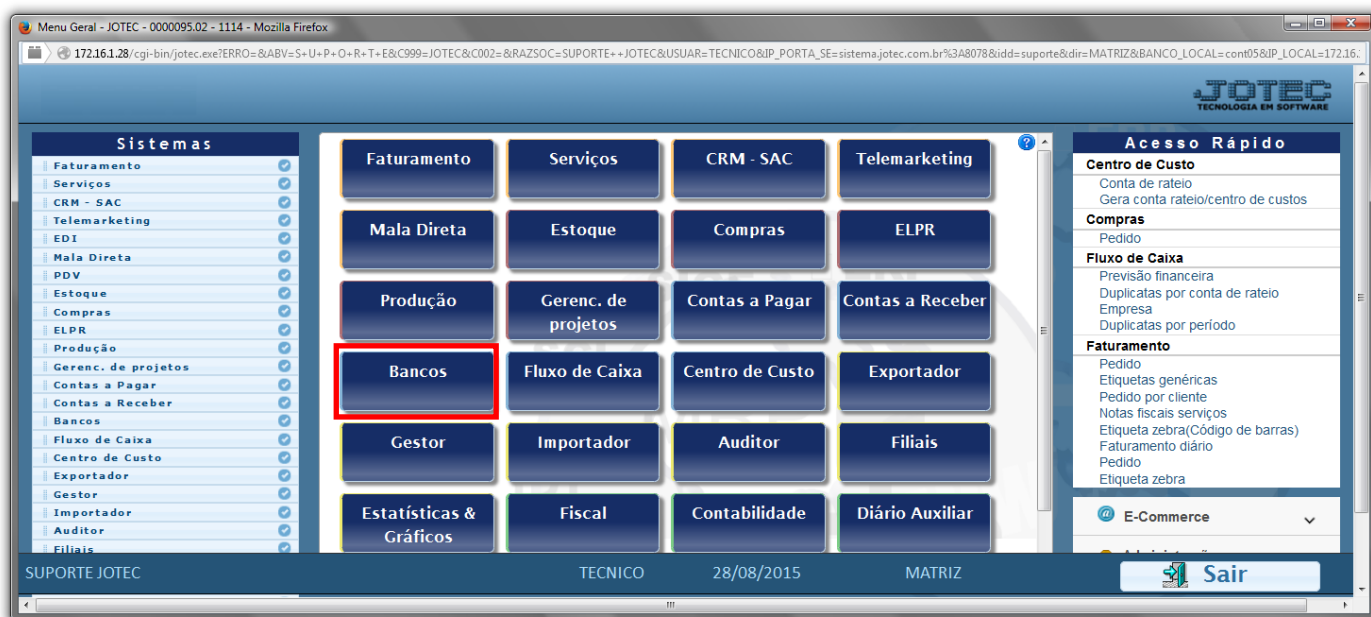 Menu Geral - JOTEC - 0000095.02 - 1114 - Mozilla Firefox
172.16.1.28/cgi-bin/jotec.exe?ERRO=&ABV=S+U+P+O+R+T+E&C999=JOTEC&C002=&RAZSOC=SUPORTE++JOTEC&USUAR=TECNICO&IP_PORTA_SE=sistema.jotec.com.br%3A8078&idd=suporte&dir=MATRIZ&BANCO_LOCAL=cont05&IP_LOCAL=172.16.
JOTEC
TECNOLOGIA EM SOFTWARE
Sistemas
Faturamento
Serviços
CRM - SAC
Telemarketing
EDI
Mala Direta
PDV
Estoque
Compras
ELPR
Produção
Gerenc. de projetos
Contas a Pagar
Contas a Receber
Bancos
Fluxo de Caixa
Centro de Custo
Exportador
Gestor
Importador
Auditor
Filiais
Faturamento Serviços CRM - SAC Telemarketing
Mala Direta Estoque Compras ELPR
Produção Gerenc. de projetos Contas a Pagar Contas a Receber
Bancos Fluxo de Caixa Centro de Custo Exportador
Gestor Importador Auditor Filiais
Estatísticas & Gráficos Fiscal Contabilidade Diário Auxiliar
Acesso Rápido
Centro de Custo
Conta de rateio
Gera conta rateio/centro de custos
Compras
Pedido
Fluxo de Caixa
Previsão financeira
Duplicatas por conta de rateio
Empresa
Duplicatas por período
Faturamento
Pedido
Etiquetas genéricas
Pedido por cliente
Notas fiscais serviços
Etiqueta zebra(Código de barras)
Faturamento diário
Pedido
Etiqueta zebra
E-Commerce
SUPORTE JOTEC TECNICO 28/08/2015 MATRIZ Sair